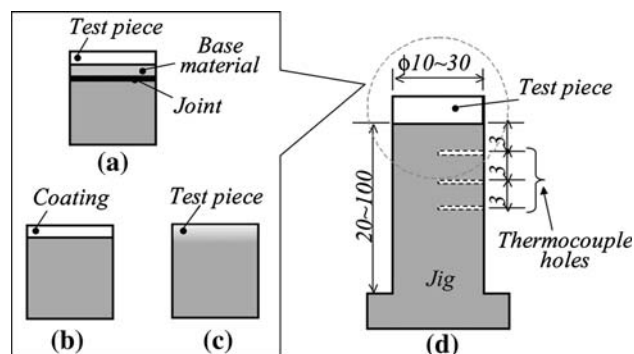 Test piece
Base
material
Joint
(a)
Coating
(b)
Test piece
(c)
ϕ10~30
Test piece
3
3
3
20~100
Thermocouple
holes
Jig
(d)